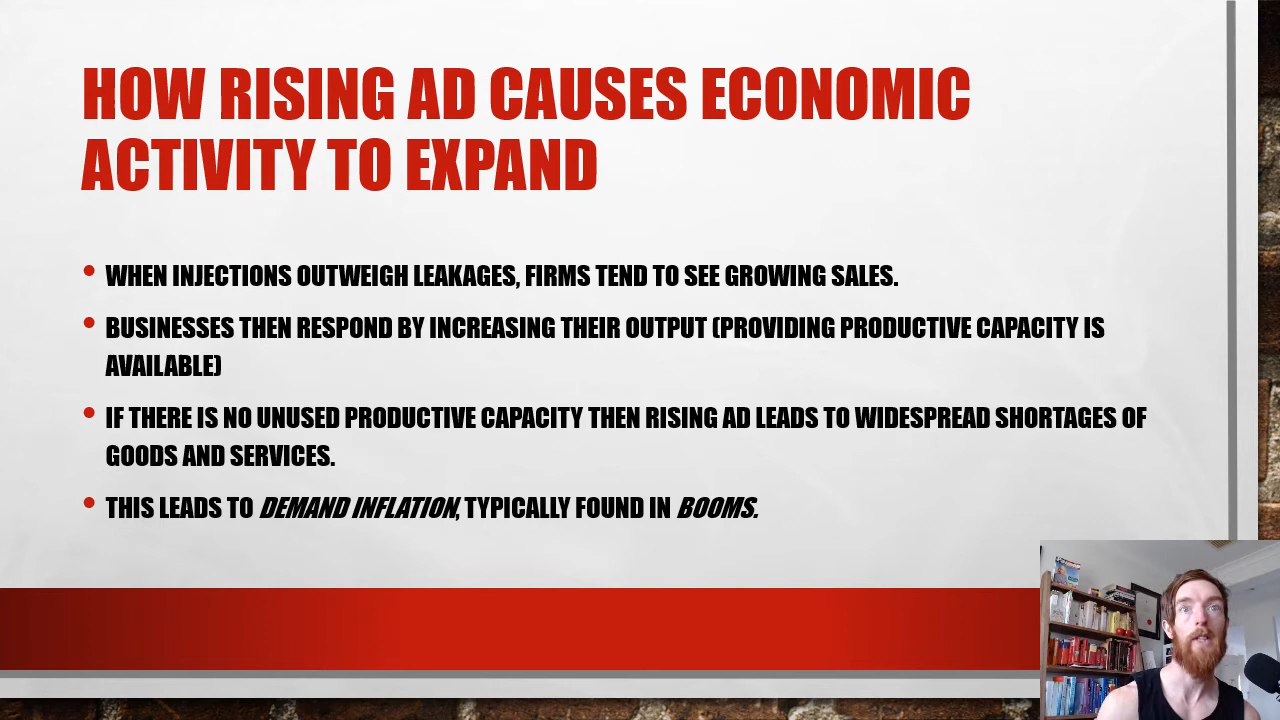 HOW RISING AD CAUSES ECONOMIC
ACTIVITY TO EXPAND
• WHEN INJECTIONS OUTWEIGH LEAKAGES, FIRMS TEND TO SEE GROWING SALES.
• BUSINESSES THEN RESPOND BY INCREASING THEIR OUTPUT (PROVIDING PRODUCTIVE CAPACITY IS
AVAILABLE)
• IF THERE IS NO UNUSED PRODUCTIVE CAPACITY THEN RISING AD LEADS TO WIDESPREAD SHORTAGES OF
GOODS AND SERVICES.
• THIS LEADS TO DEMAND INFLATION, TYPICALLY FOUND IN BOOMS.